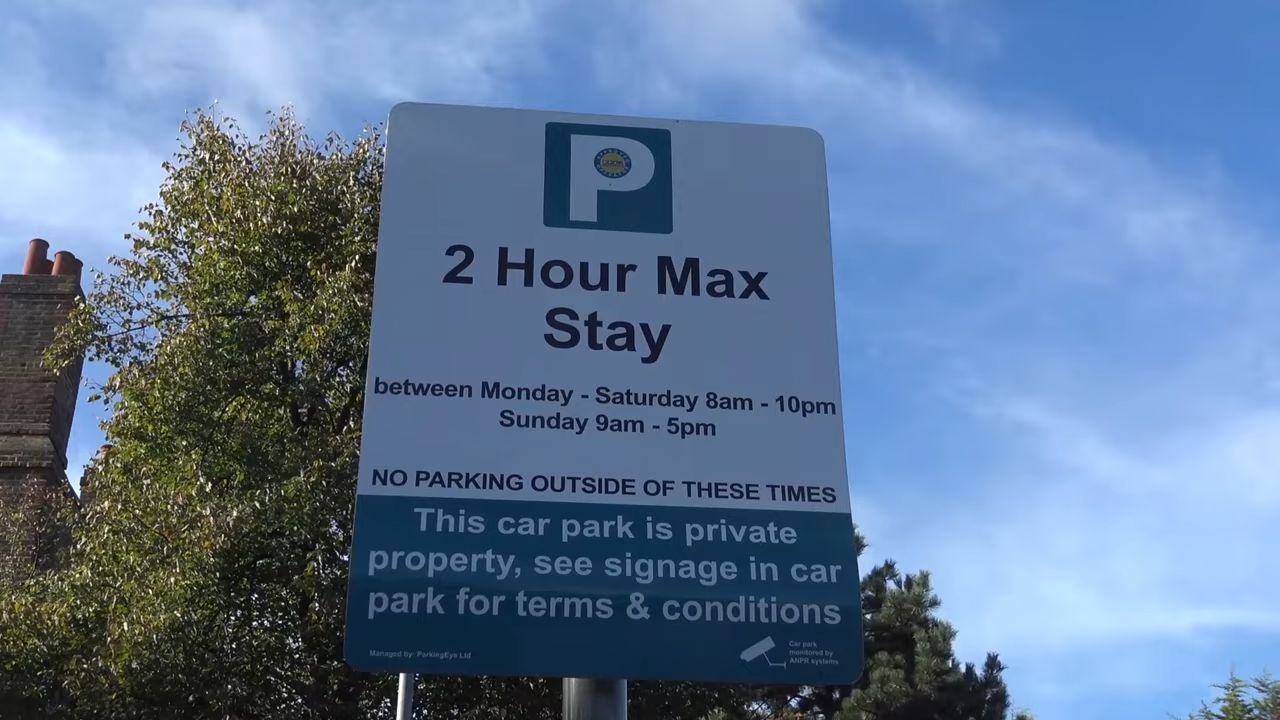 P
2 Hour Max
Stay
between Monday - Saturday 8am - 10pm
Sunday 9am - 5pm
NO PARKING OUTSIDE OF THESE TIMES
This car park is private
property, see signage in car
park for terms & conditions
Managed by: ParkingEye Ltd
Car park
monitored by
ANPR systems